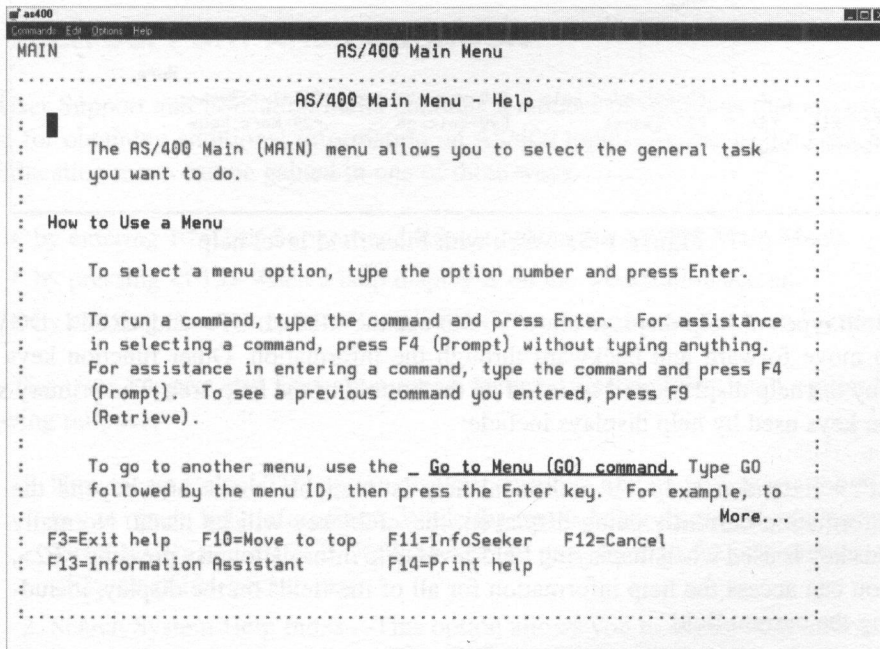 as400
Commands Edit Options Help
MAIN AS/400 Main Menu
AS/400 Main Menu - Help
The AS/400 Main (MAIN) menu allows you to select the general task
you want to do.
How to Use a Menu
To select a menu option, type the option number and press Enter.
To run a command, type the command and press Enter. For assistance
in selecting a command, press F4 (Prompt) without typing anything.
For assistance in entering a command, type the command and press F4
(Prompt). To see a previous command you entered, press F9
(Retrieve).
To go to another menu, use the _ Go to Menu (GO) command. Type GO
followed by the menu ID, then press the Enter key. For example, to
More...
F3=Exit help F10=Move to top F11=InfoSeeker F12=Cancel
F13=Information Assistant F14=Print help